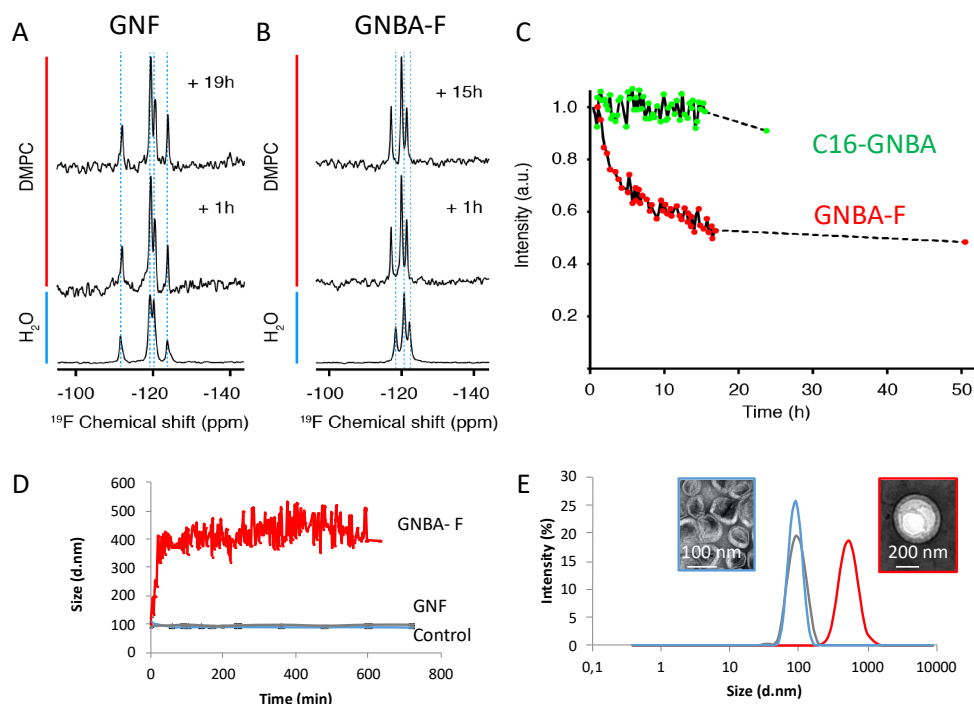 A
GNF
DMPC
H₂O
+ 19h
+ 1h
-100
-120
-140
¹⁹F Chemical shift (ppm)
B
GNBA-F
DMPC
H₂O
+ 15h
+ 1h
-100
-120
-140
¹⁹F Chemical shift (ppm)
C
Intensity (a.u.)
1.0
0.8
0.6
0.4
0.2
C16-GNBA
GNBA-F
0
10
20
30
40
50
Time (h)
D
Size (d.nm)
600
500
400
300
200
100
0
GNBA- F
GNF
Control
0
200
400
600
800
Time (min)
E
Intensity (%)
30
25
20
15
10
5
0
100 nm
200 nm
0,1
1
10
100
1000
10000
Size (d.nm)